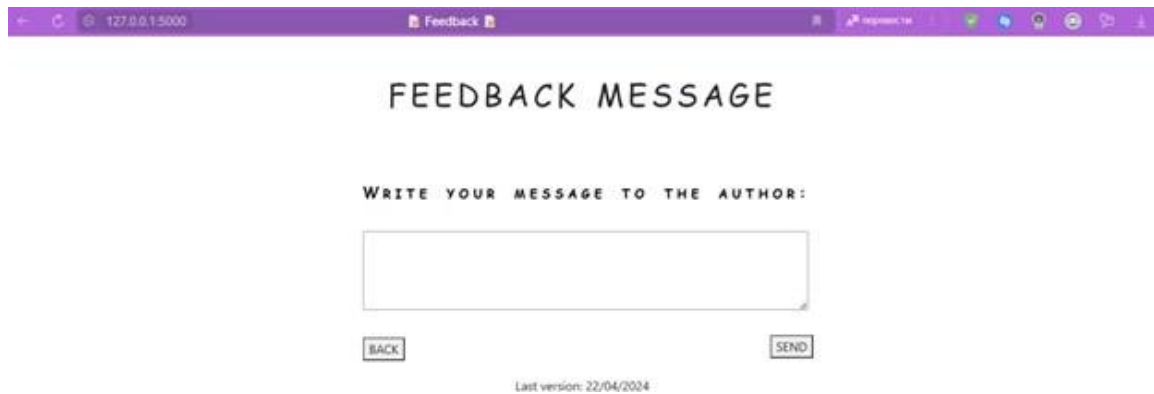 127.0.0.1:5000 Feedback перевести
FEEDBACK MESSAGE
WRITE YOUR MESSAGE TO THE AUTHOR:
BACK SEND
Last version: 22/04/2024